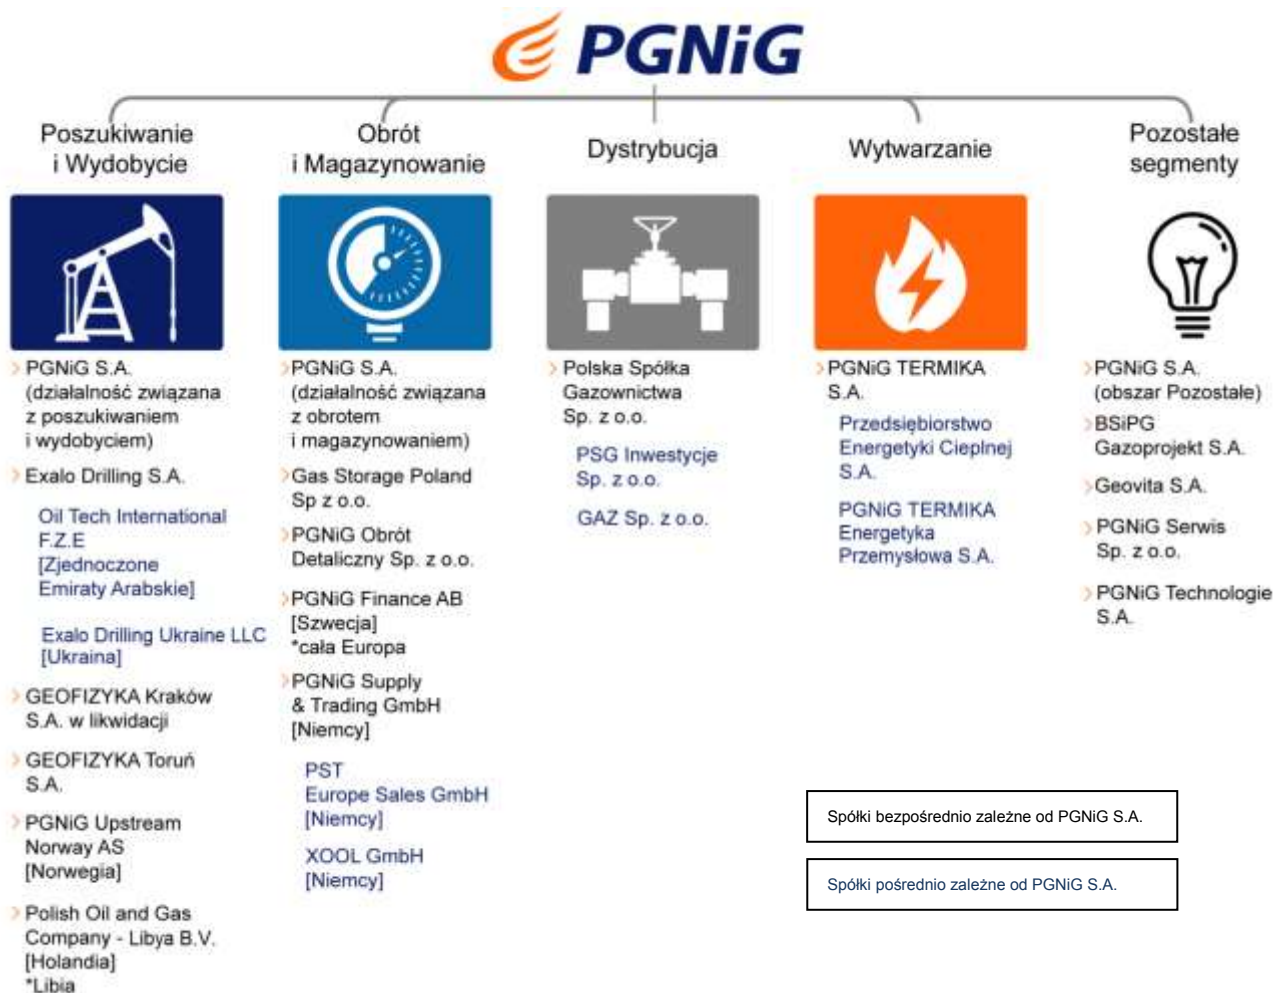 PGNiG
Poszukiwanie
i Wydobycie
PGNiG S.A.
(działalność związana
z poszukiwaniem
i wydobyciem)
Exalo Drilling S.A.
Oil Tech International
F.Z.E
[Zjednoczone
Emiraty Arabskie]
Exalo Drilling Ukraine LLC
[Ukraina]
GEOFIZYKA Kraków
S.A. w likwidacji
GEOFIZYKA Toruń
S.A.
PGNiG Upstream
Norway AS
[Norwegia]
Polish Oil and Gas
Company - Libya B.V.
[Holandia]
*Libia
Obrót
i Magazynowanie
PGNiG S.A.
(działalność związana
z obrotem
i magazynowaniem)
Gas Storage Poland
Sp z o.o.
PGNiG Obrót
Detaliczny Sp. z o.o.
PGNiG Finance AB
[Szwecja]
*cała Europa
PGNiG Supply
& Trading GmbH
[Niemcy]
PST
Europe Sales GmbH
[Niemcy]
XOOL GmbH
[Niemcy]
Dystrybucja
Polska Spółka
Gazownictwa
Sp. z o.o.
PSG Inwestycje
Sp. z o.o.
GAZ Sp. z o.o.
Wytwarzanie
PGNiG TERMIKA
S.A.
Przedsiębiorstwo
Energetyki Cieplnej
S.A.
PGNiG TERMIKA
Energetyka
Przemysłowa S.A.
Pozostałe
segmenty
PGNiG S.A.
(obszar Pozostałe)
BSiPG
Gazoprojekt S.A.
Geovita S.A.
PGNiG Serwis
Sp. z o.o.
PGNiG Technologie
S.A.
Spółki bezpośrednio zależne od PGNiG S.A.
Spółki pośrednio zależne od PGNiG S.A.